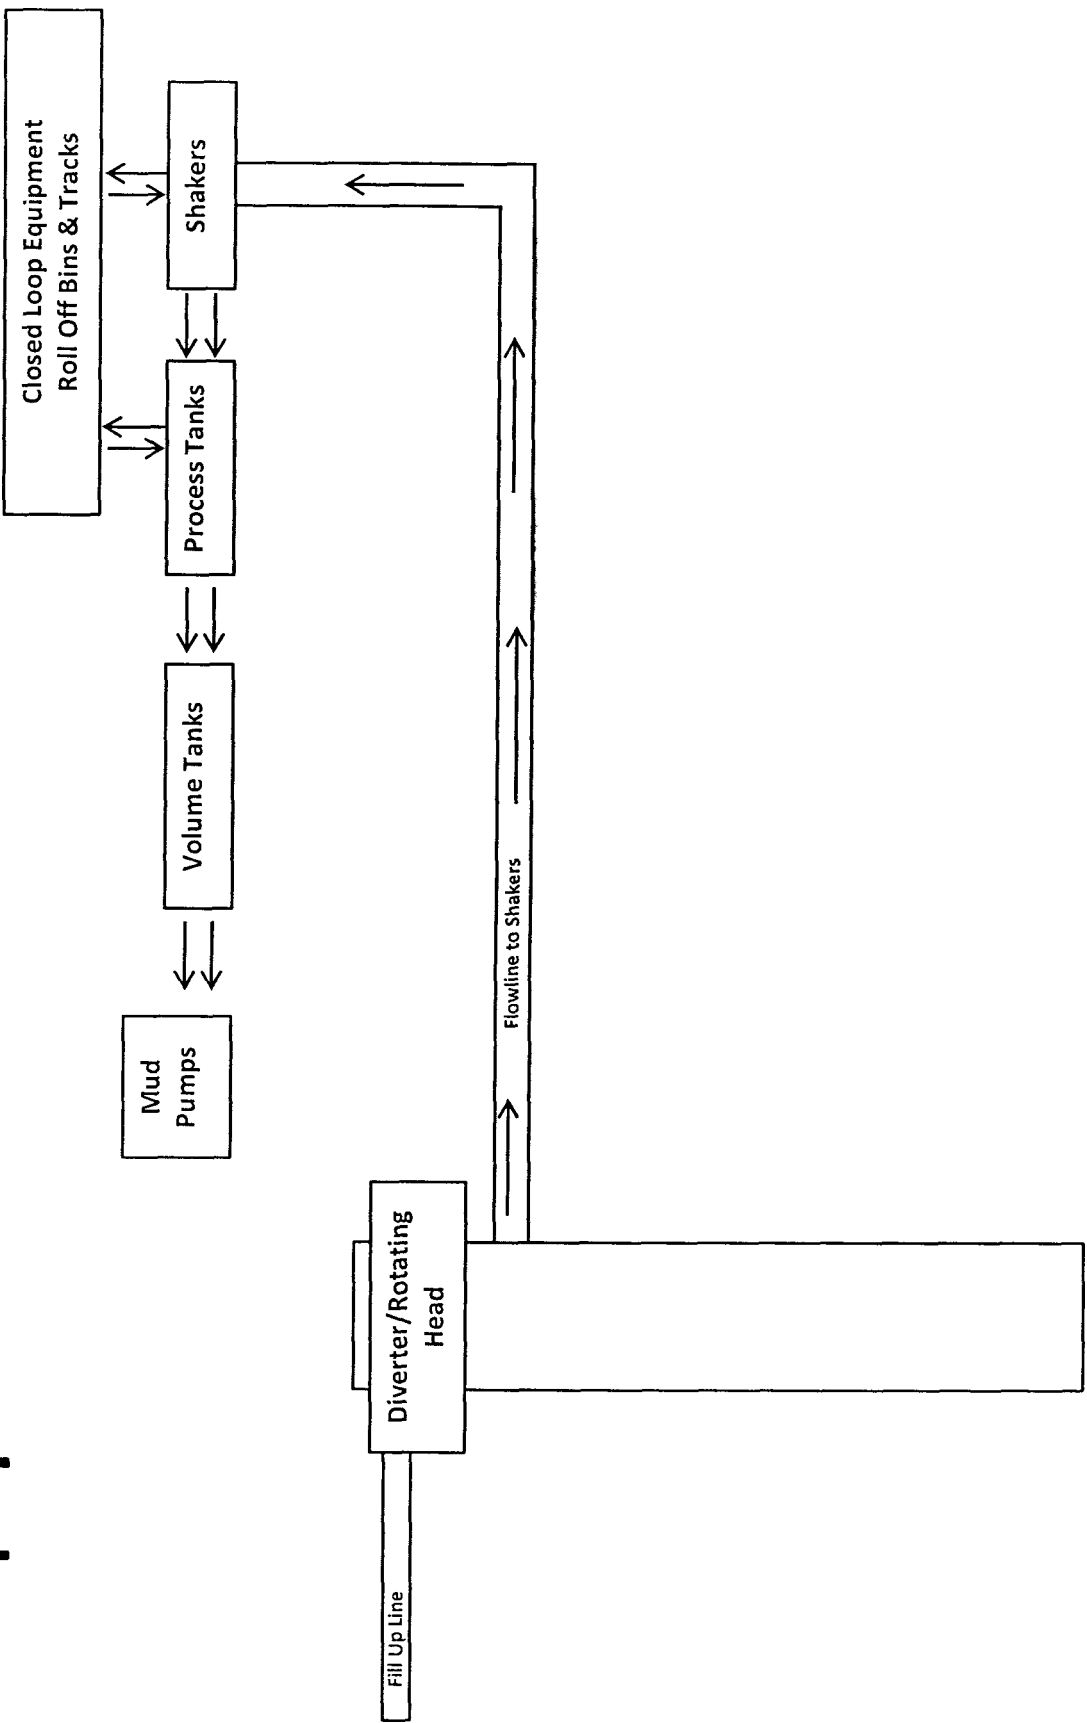 Closed Loop Equipment
Roll Off Bins & Tracks
Mud
Pumps
Volume Tanks
Process Tanks
Shakers
Fill Up Line
Diverter/Rotating
Head
Flowline to Shakers